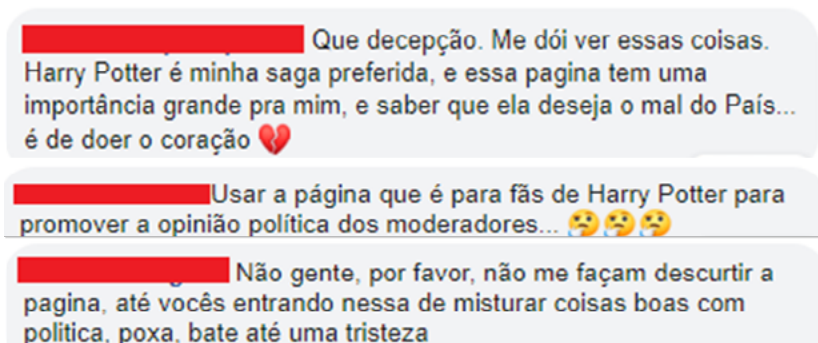 Que decepção. Me dói ver essas coisas.
Harry Potter é minha saga preferida, e essa pagina tem uma
importância grande pra mim, e saber que ela deseja o mal do País...
é de doer o coração 💔
Usar a página que é para fãs de Harry Potter para
promover a opinião política dos moderadores... 🤔🤔🤔
Não gente, por favor, não me façam descurtir a
pagina, até vocês entrando nessa de misturar coisas boas com
politica, poxa, bate até uma tristeza